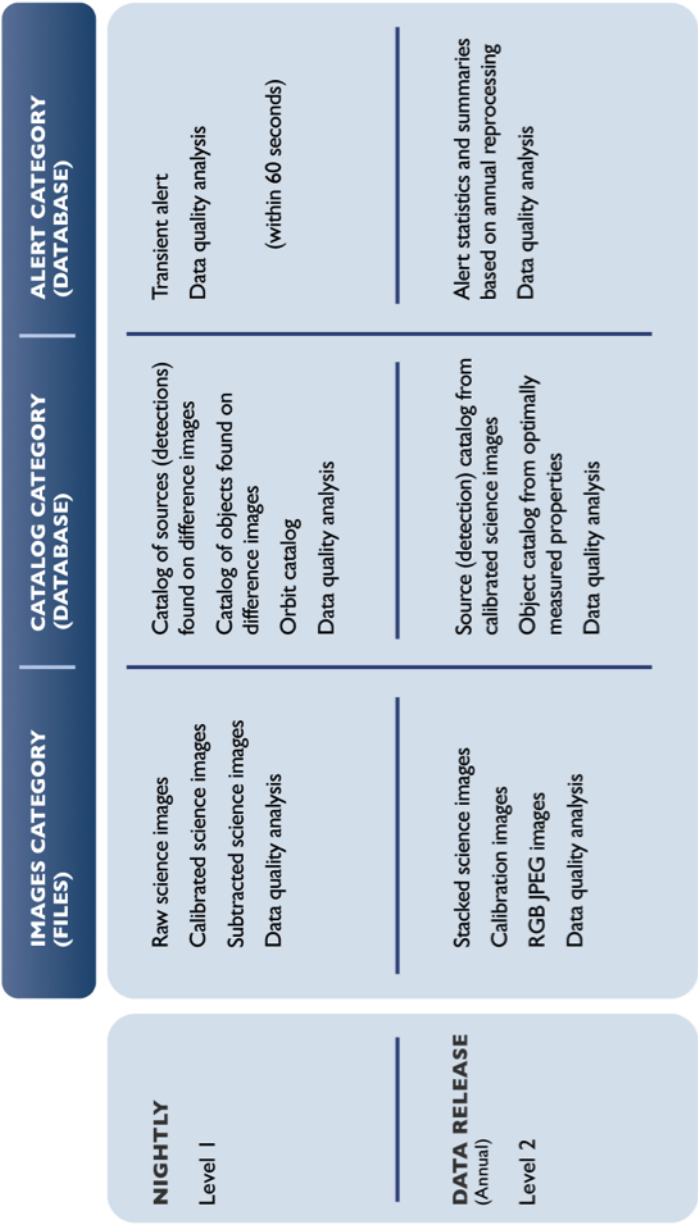 IMAGES CATEGORY
(FILES)
CATALOG CATEGORY
(DATABASE)
ALERT CATEGORY
(DATABASE)
NIGHTLY
Level 1
Raw science images
Calibrated science images
Subtracted science images
Data quality analysis
Catalog of sources (detections)
found on difference images
Catalog of objects found on
difference images
Orbit catalog
Data quality analysis
Transient alert
Data quality analysis
(within 60 seconds)
DATA RELEASE
(Annual)
Level 2
Stacked science images
Calibration images
RGB JPEG images
Data quality analysis
Source (detection) catalog from
calibrated science images
Object catalog from optimally
measured properties
Data quality analysis
Alert statistics and summaries
based on annual reprocessing
Data quality analysis